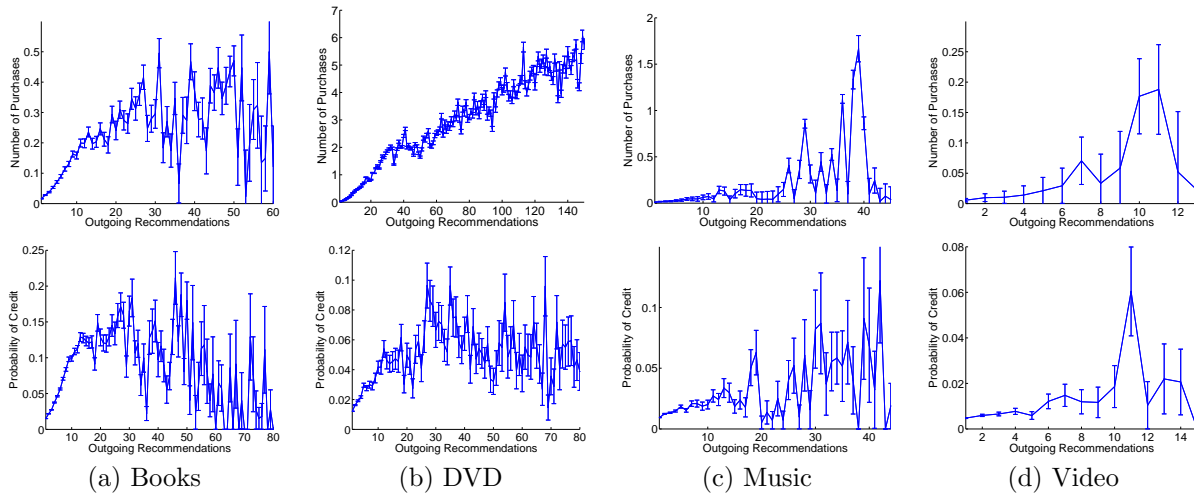 Number of Purchases
0
0.1
0.2
0.3
0.4
0.5
10 20 30 40 50 60
Outgoing Recommendations
Number of Purchases
0
1
2
3
4
5
6
7
20 40 60 80 100 120 140
Outgoing Recommendations
Number of Purchases
0
0.5
1
1.5
2
10 20 30 40
Outgoing Recommendations
Number of Purchases
0
0.05
0.1
0.15
0.2
0.25
2 4 6 8 10 12
Outgoing Recommendations
Probability of Credit
0
0.05
0.1
0.15
0.2
0.25
10 20 30 40 50 60 70 80
Outgoing Recommendations
Probability of Credit
0
0.02
0.04
0.06
0.08
0.1
0.12
10 20 30 40 50 60 70 80
Outgoing Recommendations
Probability of Credit
0
0.05
0.1
10 20 30 40
Outgoing Recommendations
Probability of Credit
0
0.02
0.04
0.06
0.08
2 4 6 8 10 12 14
Outgoing Recommendations
(a) Books
(b) DVD
(c) Music
(d) Video